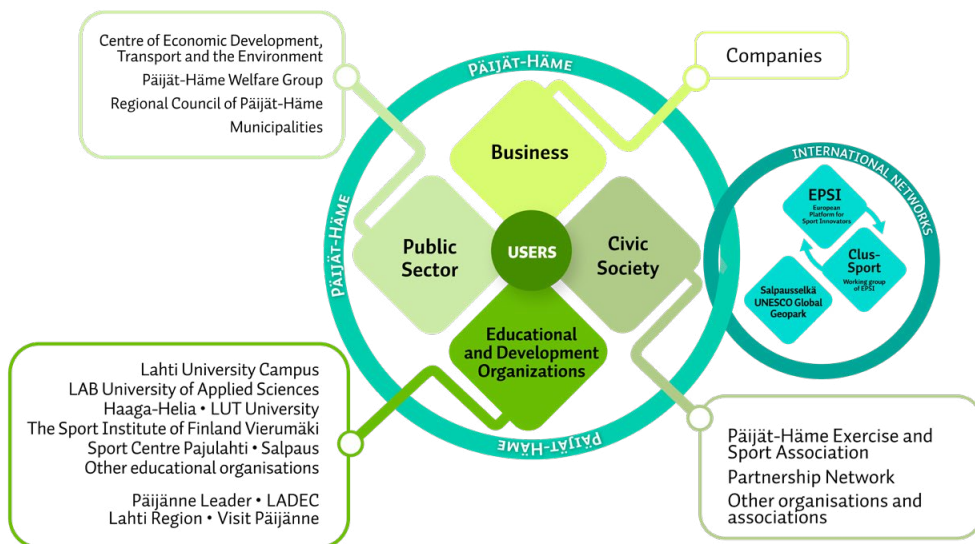 Centre of Economic Development,
Transport and the Environment
Päijät-Häme Welfare Group
Regional Council of Päijät-Häme
Municipalities
PÄIJÄT-HÄME
Companies
Business
PÄIJÄT-HÄME
Public
Sector
USERS
Civic
Society
Educational
and Development
Organizations
PÄIJÄT-HÄME
INTERNATIONAL NETWORKS
EPSI
European
Platform for
Sport Innovators
Clus-
Sport
Working group
of EPSI
Salpausselkä
UNESCO Global
Geopark
Lahti University Campus
LAB University of Applied Sciences
Haaga-Helia • LUT University
The Sport Institute of Finland Vierumäki
Sport Centre Pajulahti • Salpaus
Other educational organisations
Päijänne Leader • LADEC
Lahti Region • Visit Päijänne
Päijät-Häme Exercise and
Sport Association
Partnership Network
Other organisations and
associations